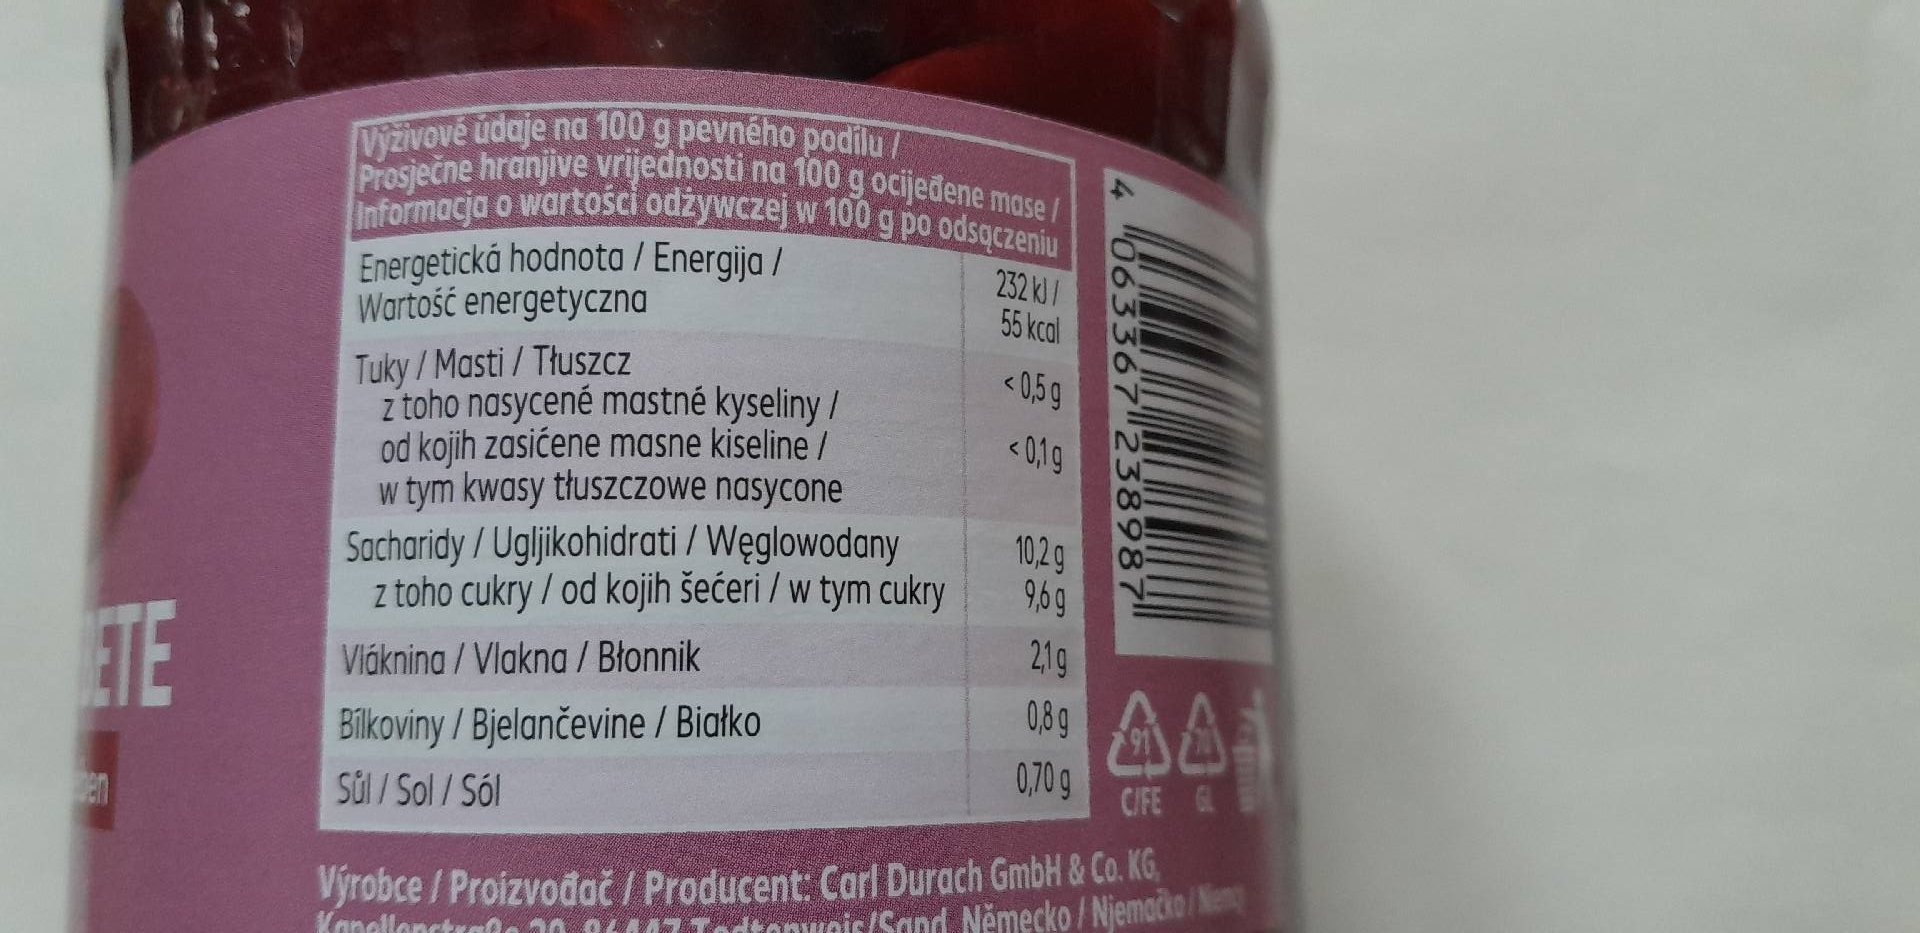 Výživové údaje na 100 g pevného podílu /
Prosječne hranjive vrijednosti na 100 g ocijeđene mase /
Informacja o wartości odżywczej w 100 g po odsączeniu
Energetická hodnota / Energija /
Wartość energetyczna
232 kJ /
55 kcal
Tuky / Masti / Tłuszcz
< 0,5 g
z toho nasycené mastné kyseliny /
od kojih zasićene masne kiseline /
w tym kwasy tłuszczowe nasycone
< 0,1 g
Sacharidy / Ugljikohidrati / Węglowodany
10,2 g
z toho cukry / od kojih šećeri / w tym cukry
9,6 g
Vláknina / Vlakna / Błonnik
2,1 g
Bílkoviny / Bjelančevine / Białko
0,8 g
Sůl / Sol / Sól
0,70 g
Výrobce / Proizvođač / Producent: Carl Durach GmbH & Co. KG,
Německo / Njemačka /
4 063367 238987
91
C/FE
70
GL
ETE